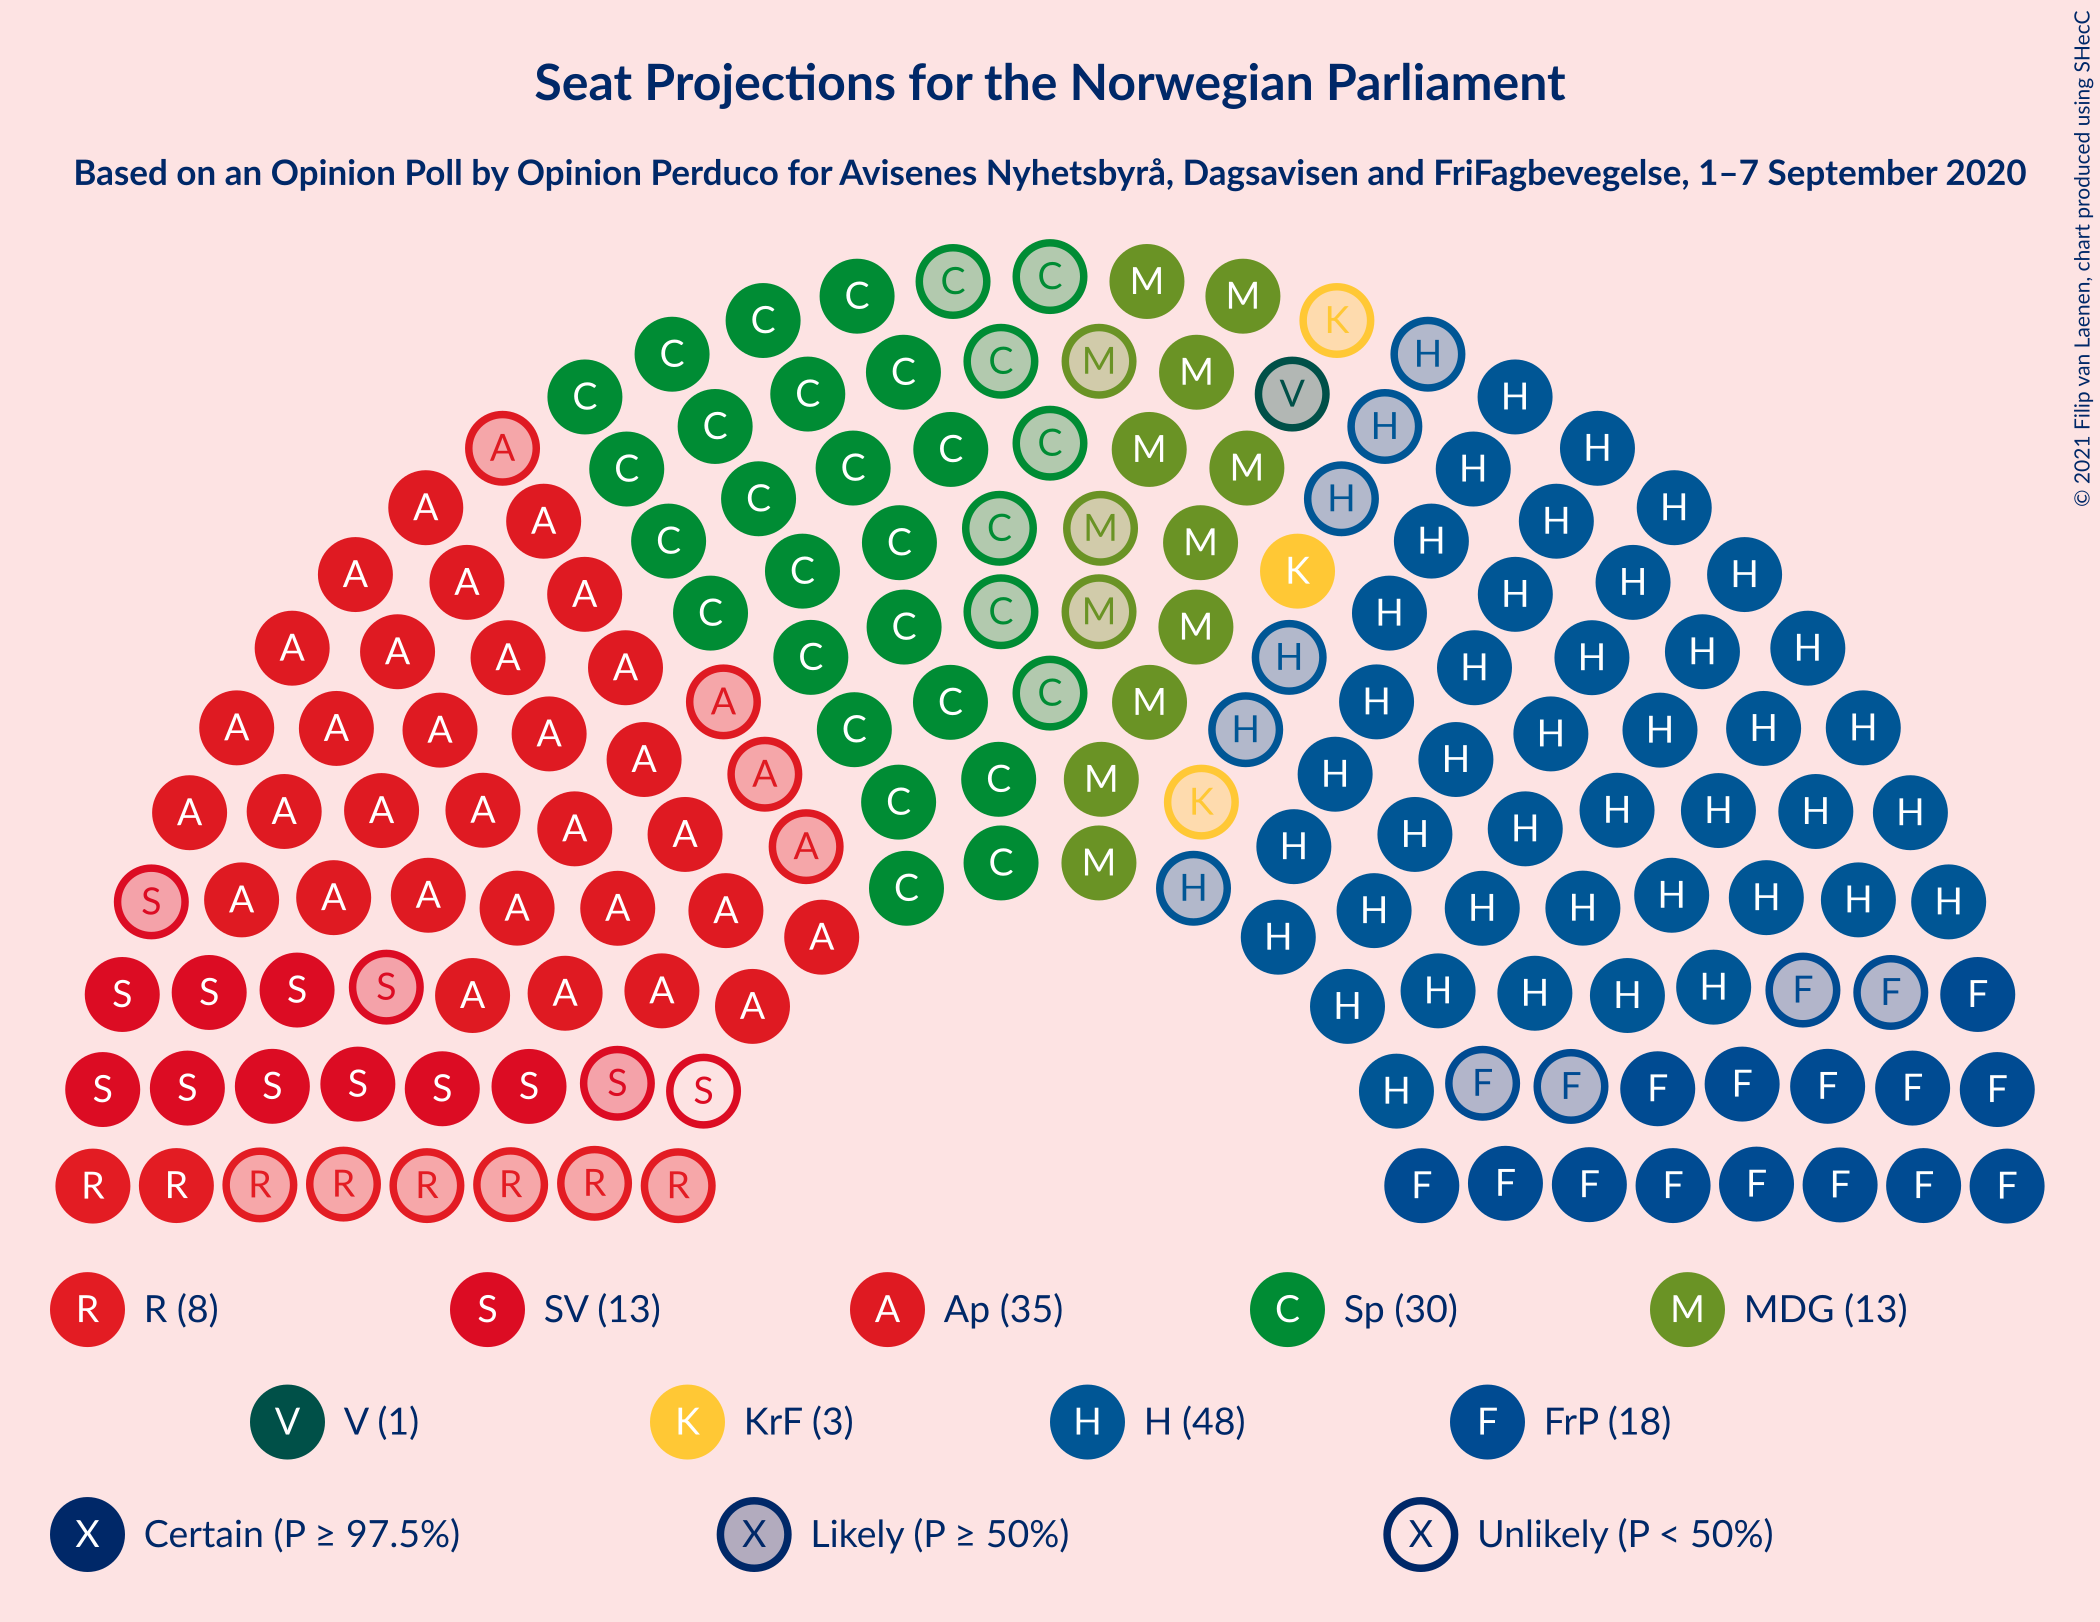 Seat Projections for the Norwegian Parliament
Based on an Opinion Poll by Opinion Perduco for Avisenes Nyhetsbyrå, Dagsavisen and FriFagbevegelse, 1–7 September 2020
© 2021 Filip van Laenen, chart produced using SHecC
C C C M M
C K
C H
C C C M M H
C V
A C C H H
A C C C M M H H
A C H
A C C C M M H H
A A C K H H
A A C C C M M H H
A A C H H
A A A C C M H H H
A A A A C H H H H
A A A A A C C M K H H H H H
S A A A A A A A C C M H H H H H H H H H
S S S S A A A A H H H H H F F F
S S S S S S S S H F F F F F F F
R R R R R R R R F F F F F F F F
R R (8) S SV (13) A Ap (35) C Sp (30) M MDG (13)
V V (1) K KrF (3) H H (48) F FrP (18)
X Certain (P ≥ 97.5%) X Likely (P ≥ 50%) X Unlikely (P < 50%)